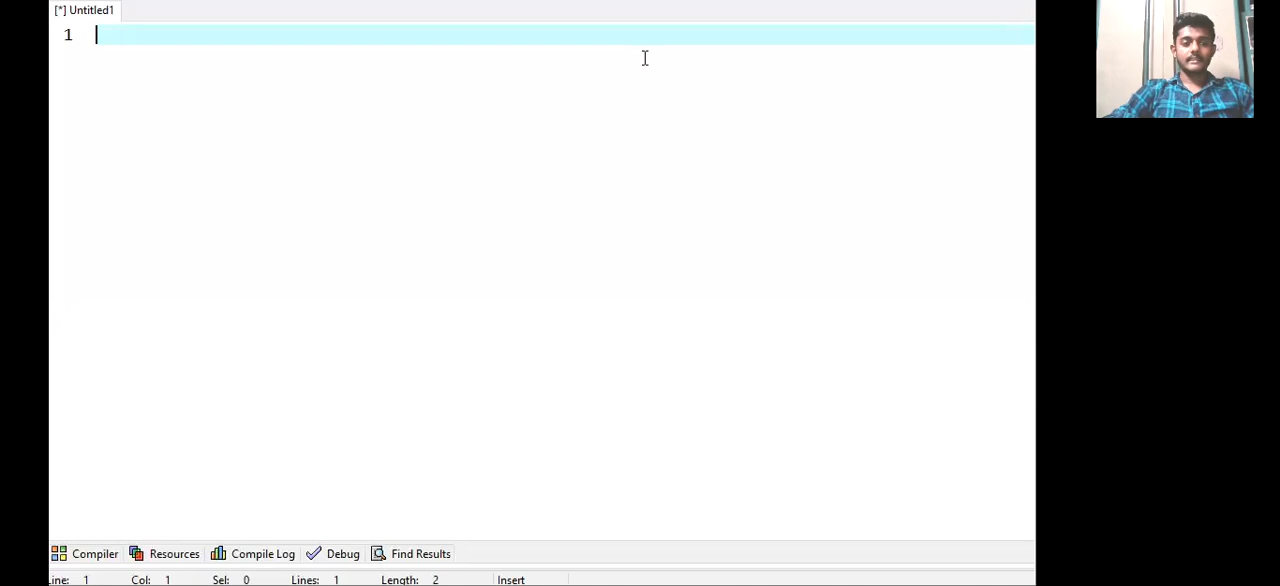 [*] Untitled1
1
Compiler Resources Compile Log Debug Find Results
Line: 1 Col: 1 Sel: 0 Lines: 1 Length: 2 Insert